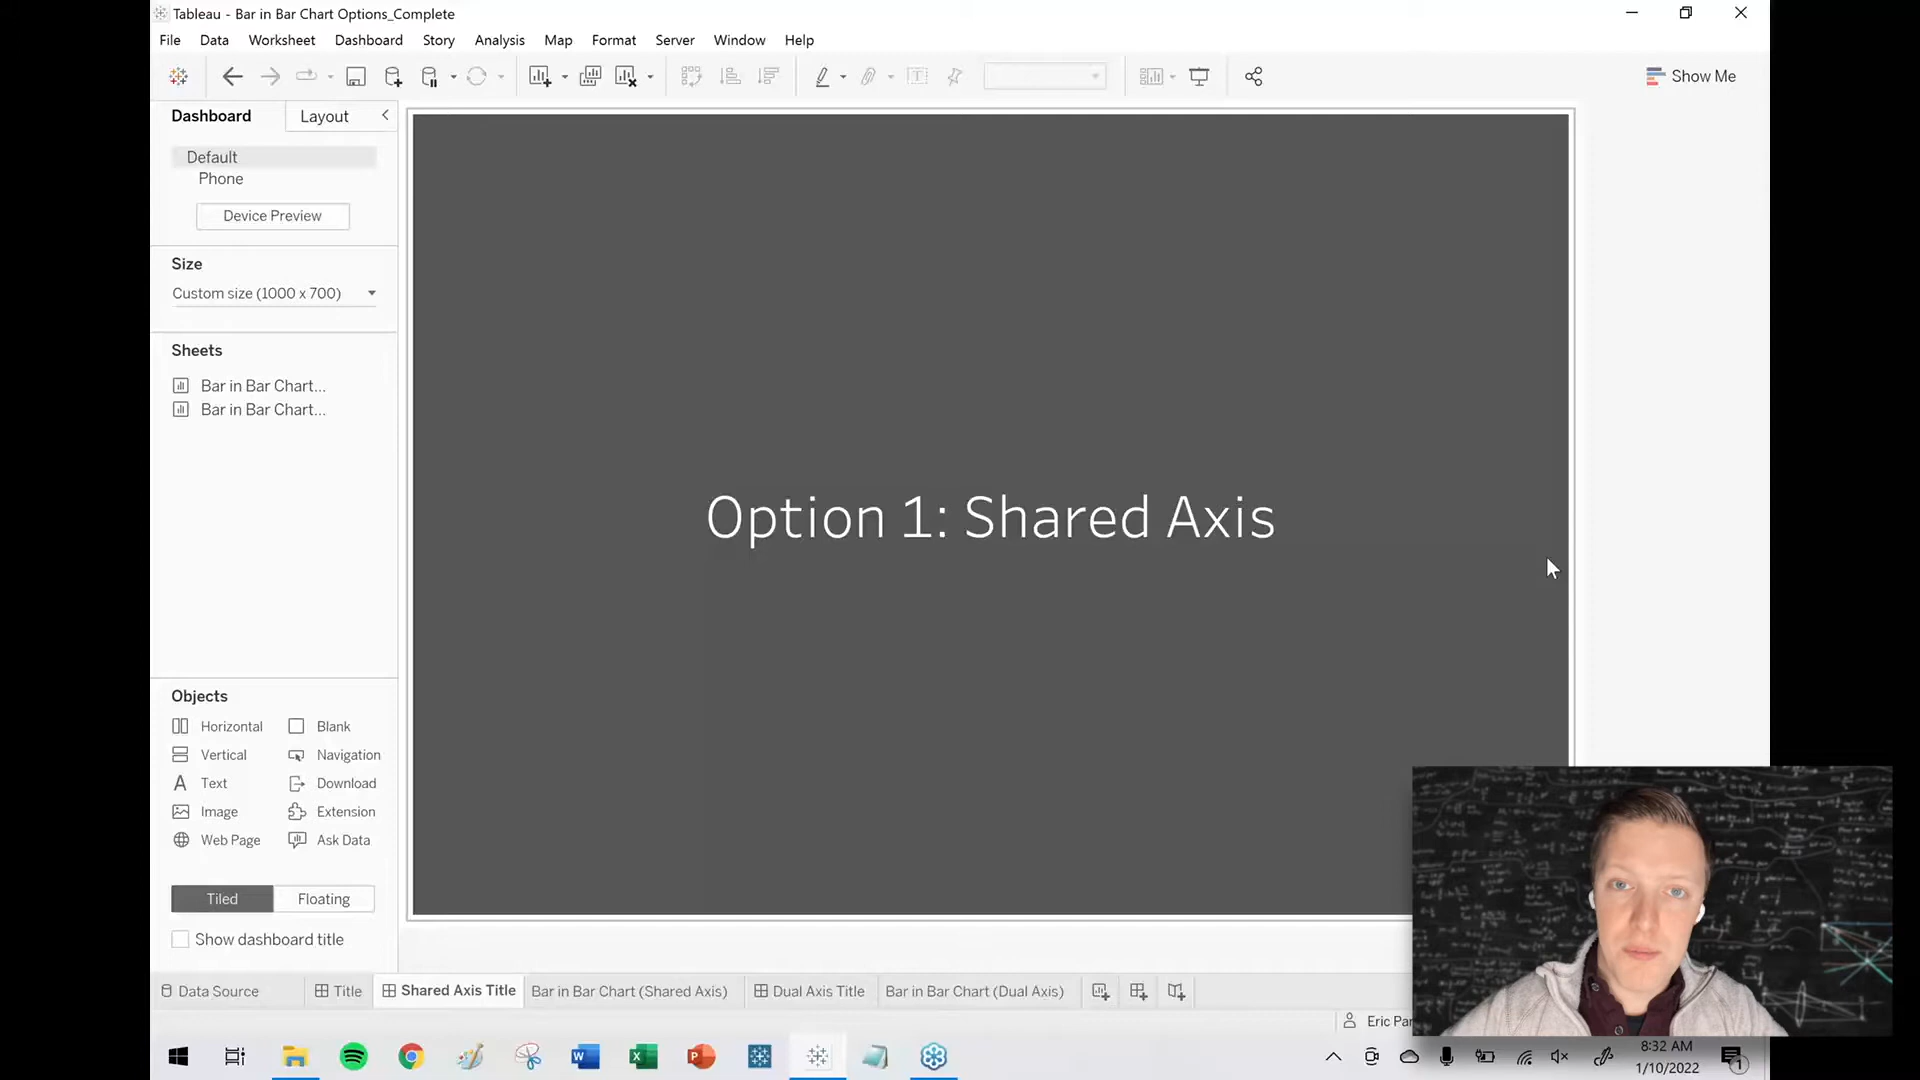 Tableau - Bar in Bar Chart Options_Complete
File Data Worksheet Dashboard Story Analysis Map Format Server Window Help
Show Me
Dashboard Layout
Default
Phone
Device Preview
Size
Custom size (1000 x 700)
Sheets
Bar in Bar Chart...
Bar in Bar Chart...
Option 1: Shared Axis
Objects
Horizontal Blank
Vertical Navigation
Text Download
Image Extension
Web Page Ask Data
Tiled Floating
Show dashboard title
Data Source Title Shared Axis Title Bar in Bar Chart (Shared Axis) Dual Axis Title Bar in Bar Chart (Dual Axis)
Eric Par
8:32 AM
1/10/2022
1